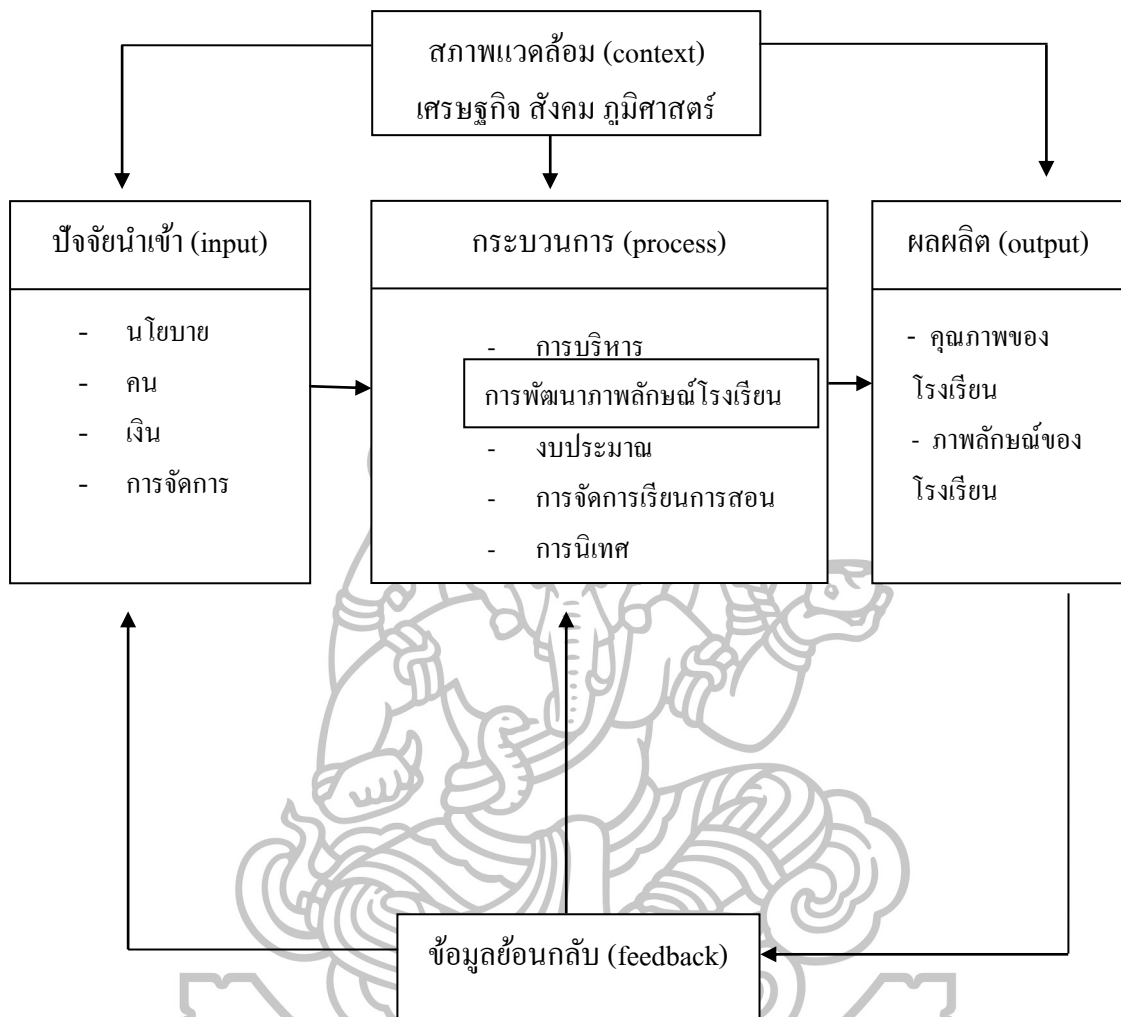 สภาพแวดล้อม (context)
เศรษฐกิจ สังคม ภูมิศาสตร์
ปัจจัยนำเข้า (input)
- นโยบาย
- คน
- เงิน
- การจัดการ
กระบวนการ (process)
- การบริหาร
การพัฒนาภาพลักษณ์โรงเรียน
- งบประมาณ
- การจัดการเรียนการสอน
- การนิเทศ
ผลผลิต (output)
- คุณภาพของ
โรงเรียน
- ภาพลักษณ์ของ
โรงเรียน
ข้อมูลย้อนกลับ (feedback)